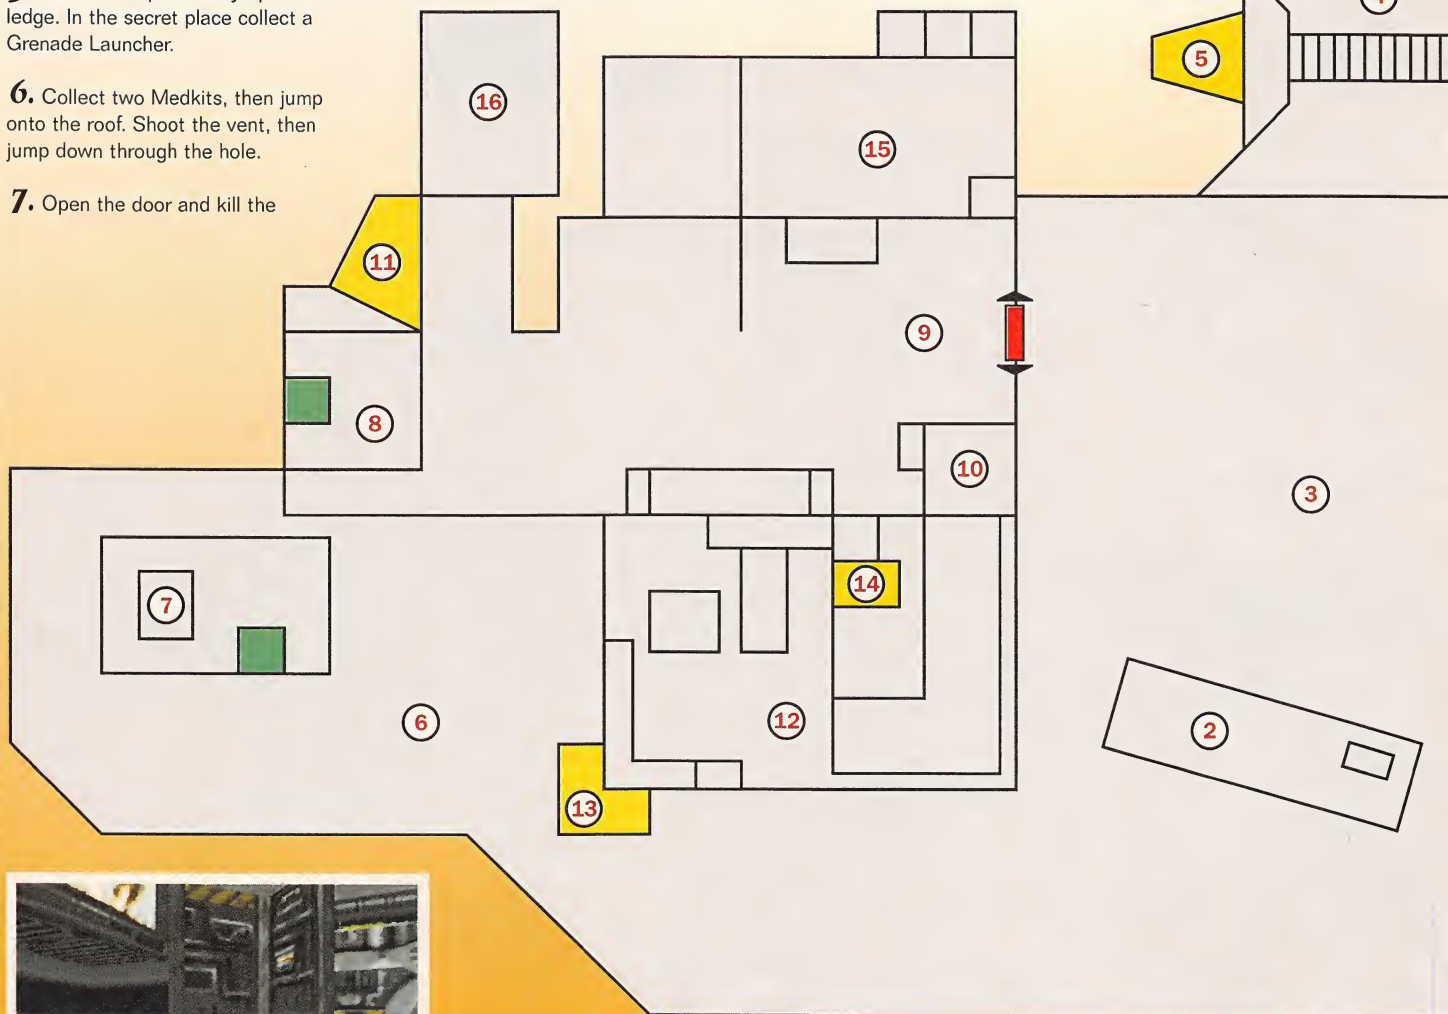 ledge. In the secret place collect a
Grenade Launcher.
6. Collect two Medkits, then jump
onto the roof. Shoot the vent, then
jump down through the hole.
7. Open the door and kill the
16
15
5
11
9
8
10
3
14
7
6
12
2
13